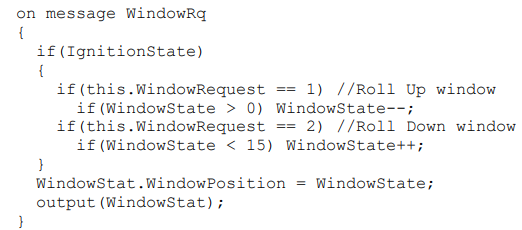 on message WindowRq
{
  if(IgnitionState)
  {
    if(this.WindowRequest == 1) //Roll Up window
      if(WindowState > 0) WindowState--;
    if(this.WindowRequest == 2) //Roll Down window
      if(WindowState < 15) WindowState++;
  }
  WindowStat.WindowPosition = WindowState;
  output(WindowStat);
}